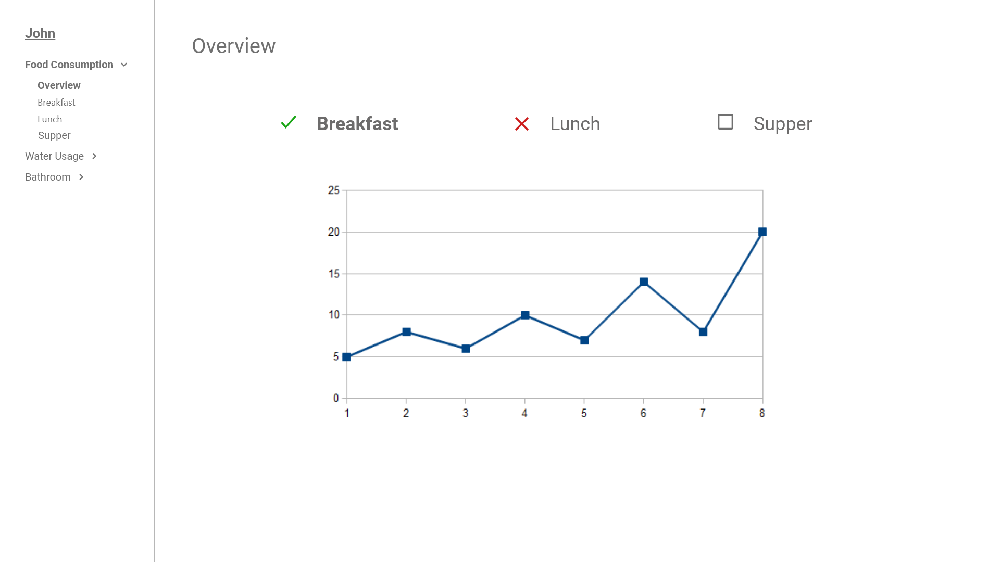 John
Food Consumption
Overview
Breakfast
Lunch
Supper
Water Usage
Bathroom
Overview
Breakfast Lunch Supper
25
20
15
10
5
0
1 2 3 4 5 6 7 8